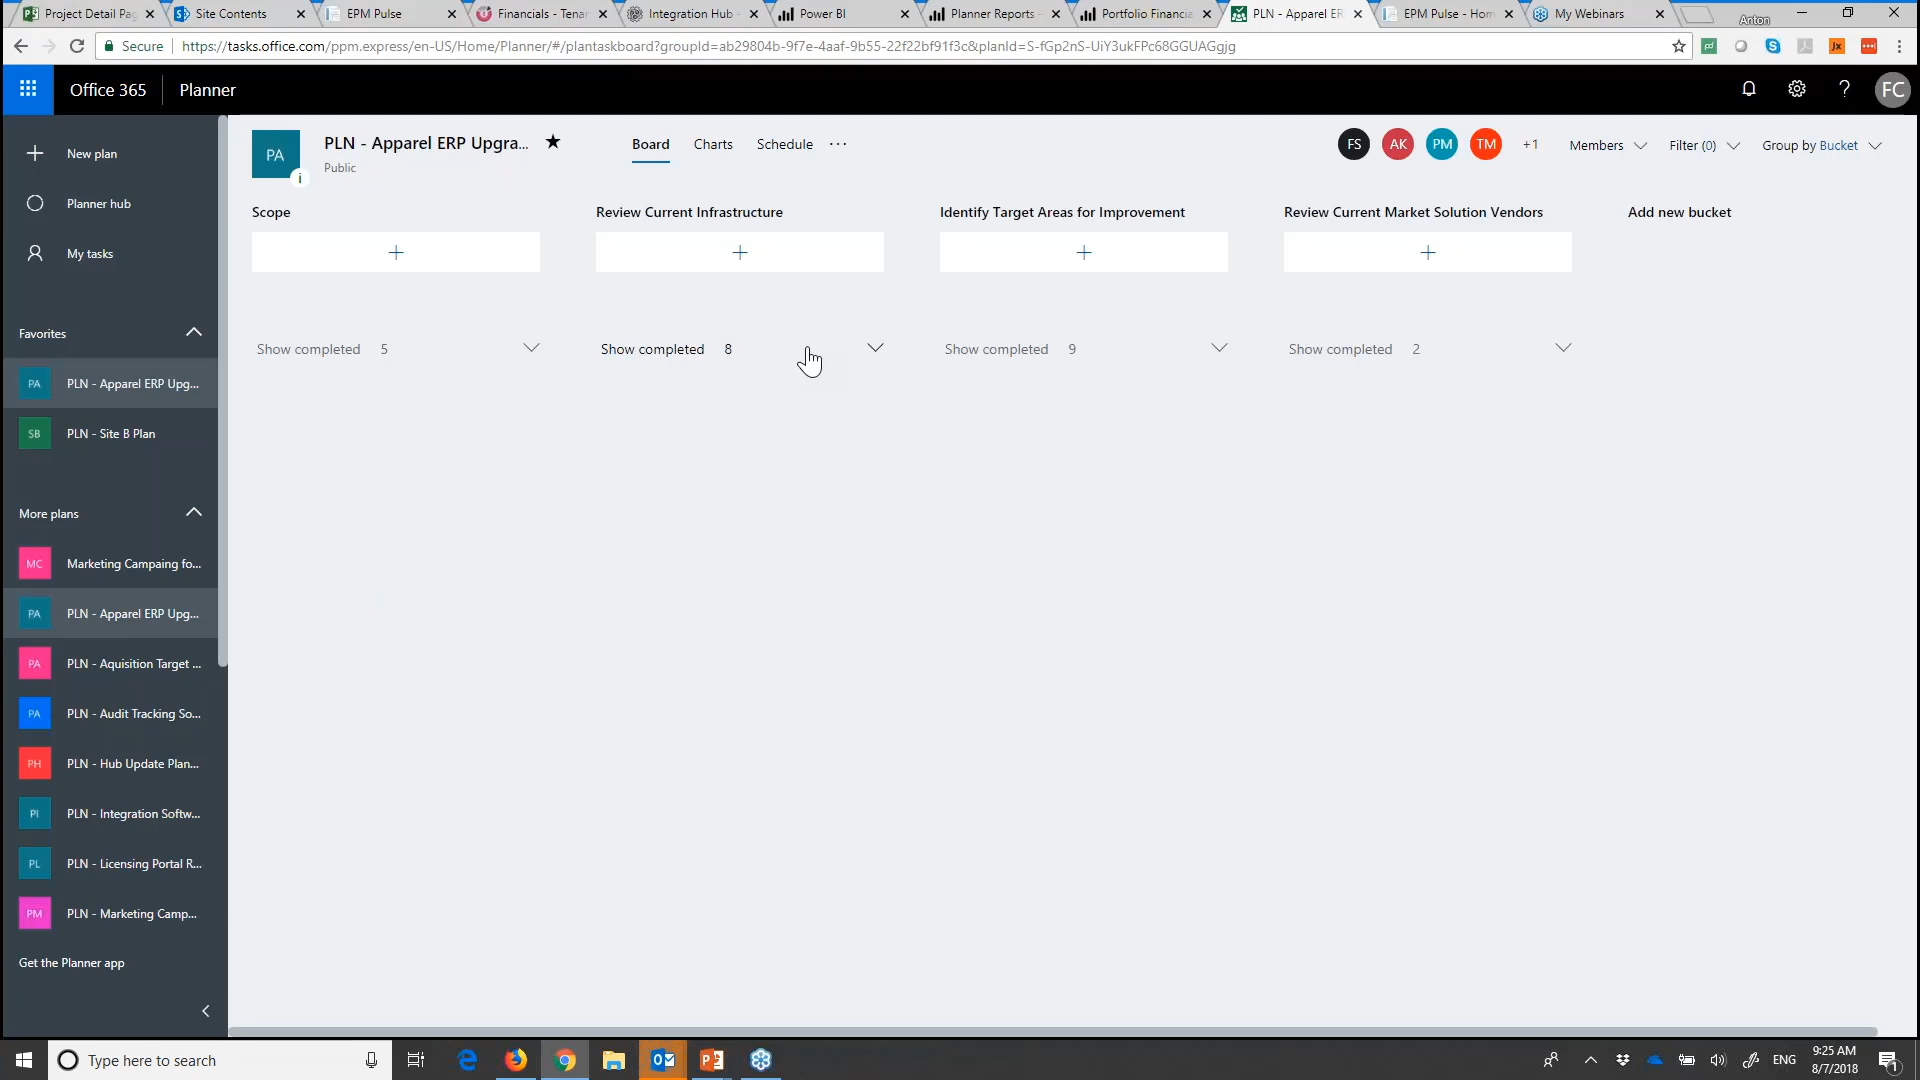 Project Detail Pag
Site Contents
EPM Pulse
Financials - Tenan
Integration Hub -
Power BI
Planner Reports -
Portfolio Financia
PLN - Apparel ER
EPM Pulse - Hom
My Webinars
Anton
Secure
https://tasks.office.com/ppm.express/en-US/Home/Planner/#/plantaskboard?groupId=ab29804b-9f7e-4aaf-9b55-22f22bf91f3c&planId=S-fGp2nS-UiY3ukFPc68GGUAGgjg
Office 365
Planner
FC
New plan
Planner hub
My tasks
Favorites
PA PLN - Apparel ERP Upg...
SB PLN - Site B Plan
More plans
MC Marketing Campaing fo...
PA PLN - Apparel ERP Upg...
PA PLN - Aquisition Target ...
PA PLN - Audit Tracking So...
PH PLN - Hub Update Plan...
PI PLN - Integration Softw...
PL PLN - Licensing Portal R...
PM PLN - Marketing Camp...
Get the Planner app
PA
PLN - Apparel ERP Upgra...
Public
Board
Charts
Schedule
FS AK PM TM +1
Members
Filter (0)
Group by Bucket
Scope
Review Current Infrastructure
Identify Target Areas for Improvement
Review Current Market Solution Vendors
Add new bucket
Show completed 5
Show completed 8
Show completed 9
Show completed 2
Type here to search
ENG
9:25 AM
8/7/2018
1